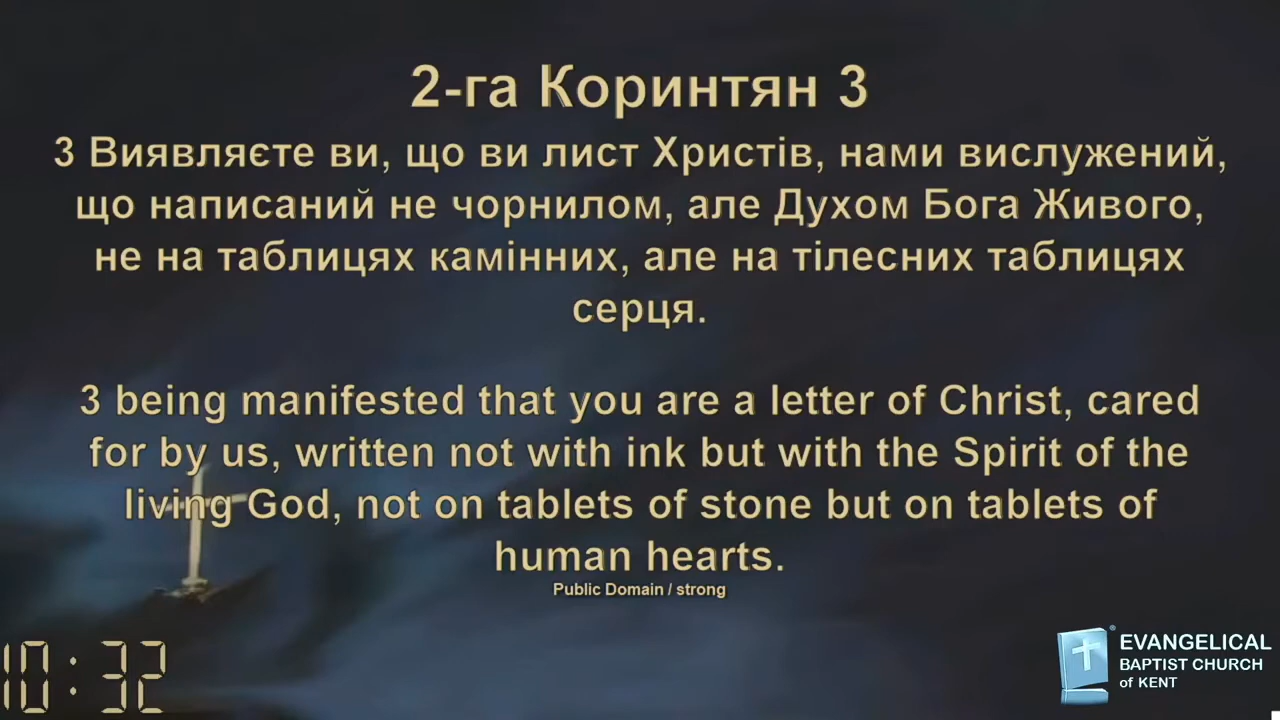 2-га Коринтян 3
3 Виявляєте ви, що ви лист Христів, нами вислужений,
що написаний не чорнилом, але Духом Бога Живого,
не на таблицях камінних, але на тілесних таблицях
серця.
3 being manifested that you are a letter of Christ, cared
for by us, written not with ink but with the Spirit of the
living God, not on tablets of stone but on tablets of
human hearts.
Public Domain / strong
10:32
EVANGELICAL
BAPTIST CHURCH
of KENT